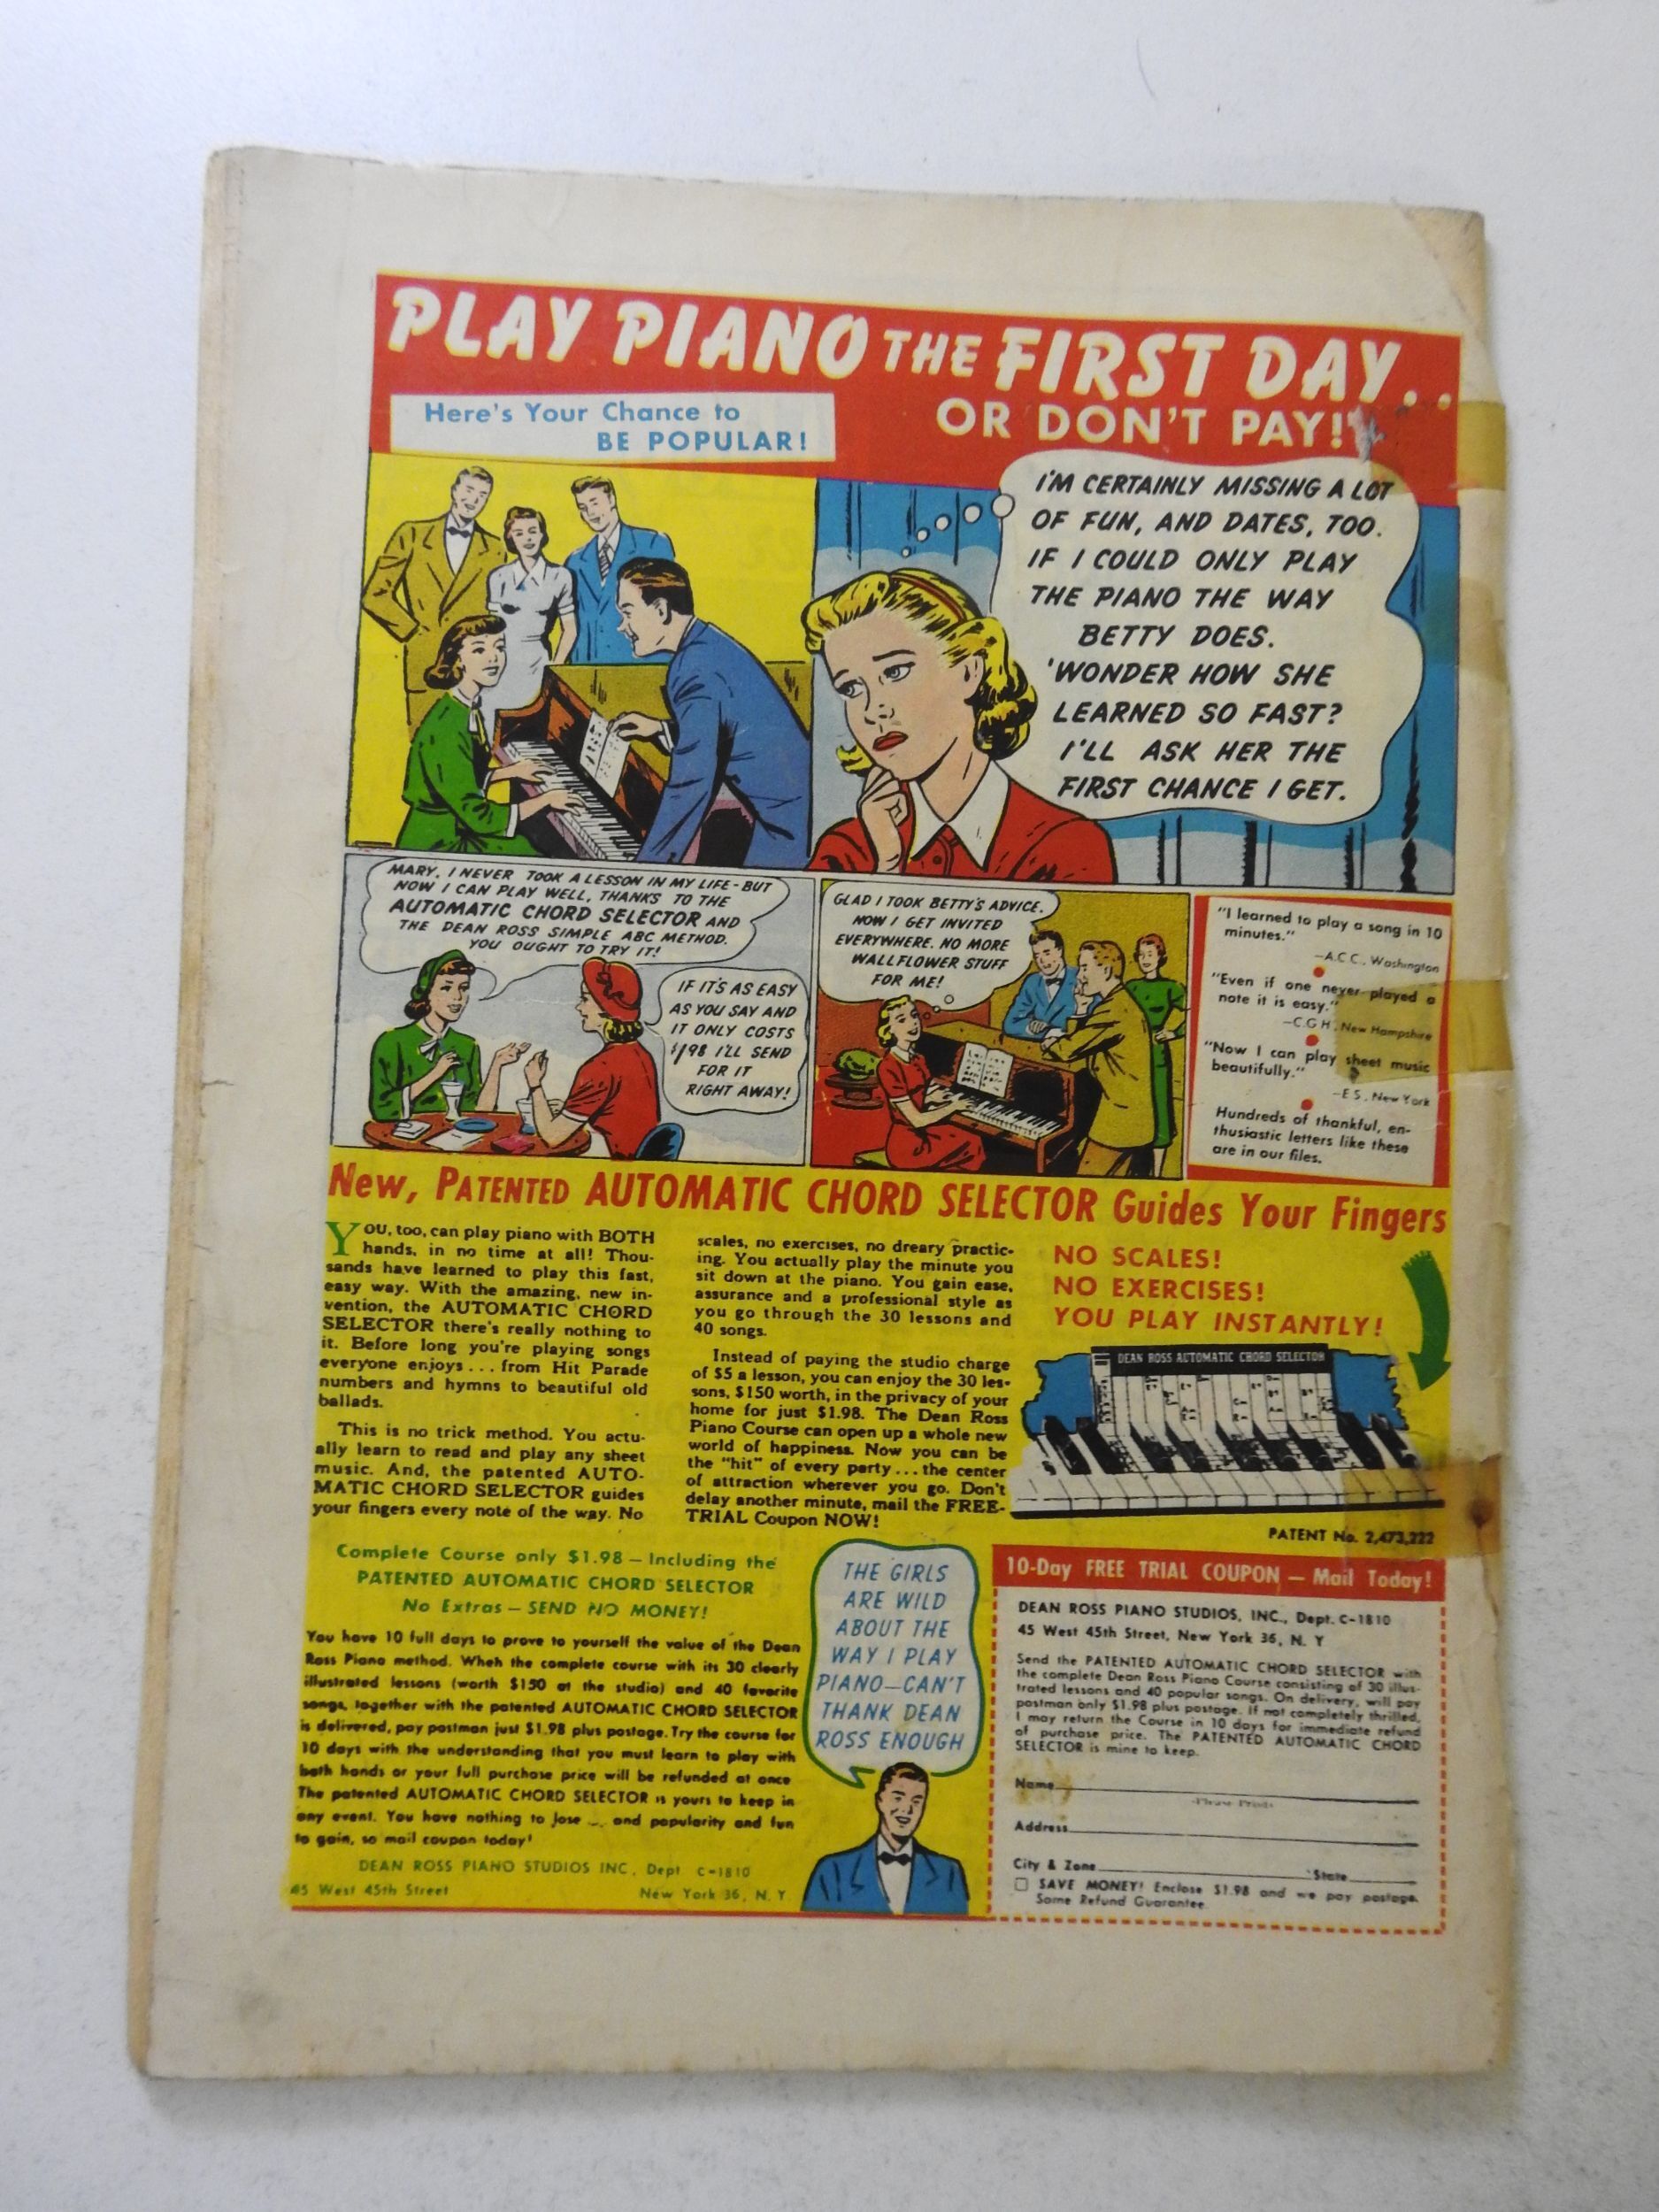 PLAY PIANO THE FIRST DAY..
OR DON'T PAY!
Here's Your Chance to
BE POPULAR!
I'M CERTAINLY MISSING A LOT
OF FUN, AND DATES, TOO.
IF I COULD ONLY PLAY
THE PIANO THE WAY
BETTY DOES.
'WONDER HOW SHE
LEARNED SO FAST?
I'LL ASK HER THE
FIRST CHANCE I GET.
MARY, I NEVER TOOK A LESSON IN MY LIFE - BUT
NOW I CAN PLAY WELL, THANKS TO THE
AUTOMATIC CHORD SELECTOR AND
THE DEAN ROSS SIMPLE ABC METHOD.
YOU OUGHT TO TRY IT!
IF IT'S AS EASY
AS YOU SAY AND
IT ONLY COSTS
$1.98 I'LL SEND
FOR IT
RIGHT AWAY!
GLAD I TOOK BETTY'S ADVICE.
NOW I GET INVITED
EVERYWHERE. NO MORE
WALLFLOWER STUFF
FOR ME!
"I learned to play a song in 10
minutes."
—A.C.C. Washington
"Even if one never played a
note it is easy."
—C.G.H. New Hampshire
"Now I can play sheet music
beautifully."
—E.S. New York
Hundreds of thankful, en-
thusiastic letters like these
are in our files.
New, PATENTED AUTOMATIC CHORD SELECTOR Guides Your Fingers
YOU, too, can play piano with BOTH
hands, in no time at all! Thou-
sands have learned to play this fast,
easy way. With the amazing, new in-
vention, the AUTOMATIC CHORD
SELECTOR there's really nothing to
it. Before long you're playing songs
everyone enjoys . . . from Hit Parade
numbers and hymns to beautiful old
ballads.
This is no trick method. You actu-
ally learn to read and play any sheet
music. And, the patented AUTO-
MATIC CHORD SELECTOR guides
your fingers every note of the way. No
scales, no exercises, no dreary practic-
ing. You actually play the minute you
sit down at the piano. You gain ease,
assurance and a professional style as
you go through the 30 lessons and
40 songs.
Instead of paying the studio charge
of $5 a lesson, you can enjoy the 30 les-
sons, $150 worth, in the privacy of your
home for just $1.98. The Dean Ross
Piano Course can open up a whole new
world of happiness. Now you can be
the "hit" of every party . . . the center
of attraction wherever you go. Don't
delay another minute, mail the FREE-
TRIAL Coupon NOW!
NO SCALES!
NO EXERCISES!
YOU PLAY INSTANTLY!
DEAN ROSS AUTOMATIC CHORD SELECTOR
PATENT No. 2,473,222
Complete Course only $1.98 — Including the
PATENTED AUTOMATIC CHORD SELECTOR
No Extras — SEND NO MONEY!
You have 10 full days to prove to yourself the value of the Dean
Ross Piano method. When the complete course with its 30 clearly
illustrated lessons (worth $150 at the studio) and 40 favorite
songs, together with the patented AUTOMATIC CHORD SELECTOR
is delivered, pay postman just $1.98 plus postage. Try the course for
10 days with the understanding that you must learn to play with
both hands or your full purchase price will be refunded at once
The patented AUTOMATIC CHORD SELECTOR is yours to keep in
any event. You have nothing to lose ... and popularity and fun
to gain, so mail coupon today!
DEAN ROSS PIANO STUDIOS INC, Dept. C-1810
45 West 45th Street New York 36, N. Y
THE GIRLS
ARE WILD
ABOUT THE
WAY I PLAY
PIANO—CAN'T
THANK DEAN
ROSS ENOUGH
10-Day FREE TRIAL COUPON — Mail Today!
DEAN ROSS PIANO STUDIOS, INC., Dept. C-1810
45 West 45th Street, New York 36, N. Y
Send the PATENTED AUTOMATIC CHORD SELECTOR with
the complete Dean Ross Piano Course consisting of 30 illus-
trated lessons and 40 popular songs. On delivery, will pay
postman only $1.98 plus postage. If not completely thrilled,
I may return the Course in 10 days for immediate refund
of purchase price. The PATENTED AUTOMATIC CHORD
SELECTOR is mine to keep.
Name
-Please Print-
Address
City & Zone State
SAVE MONEY! Enclose $1.98 and we pay postage.
Same Refund Guarantee.